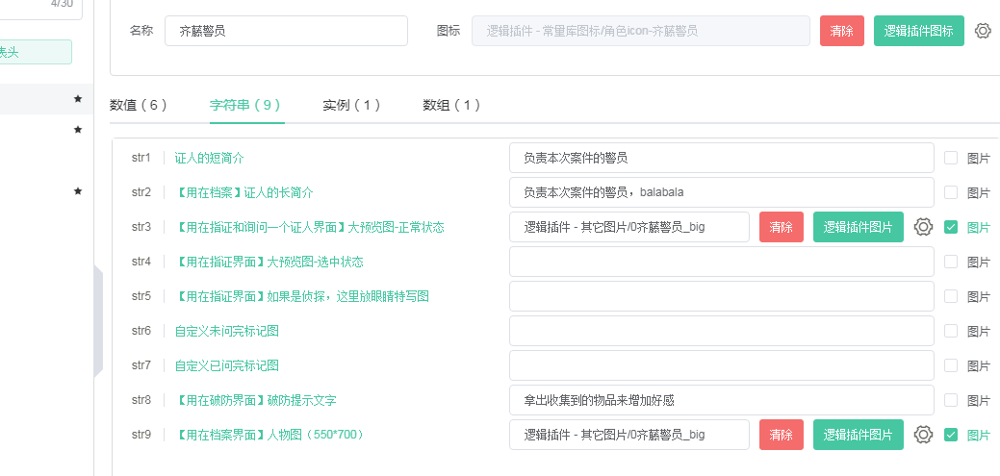 4/30
名称 齐藤警员 图标 逻辑插件 - 常量库图标/角色icon-齐藤警员 清除 逻辑插件图标
表头
数值（6） 字符串（9） 实例（1） 数组（1）
str1 证人的短简介 负责本次案件的警员 图片
str2 【用在档案】证人的长简介 负责本次案件的警员，balabala 图片
str3 【用在指证和询问一个证人界面】大预览图-正常状态 逻辑插件 - 其它图片/0齐藤警员_big 清除 逻辑插件图片 图片
str4 【用在指证界面】大预览图-选中状态 图片
str5 【用在指证界面】如果是侦探，这里放眼睛特写图 图片
str6 自定义未问完标记图 图片
str7 自定义已问完标记图 图片
str8 【用在破防界面】破防提示文字 拿出收集到的物品来增加好感 图片
str9 【用在档案界面】人物图（550*700） 逻辑插件 - 其它图片/0齐藤警员_big 清除 逻辑插件图片 图片